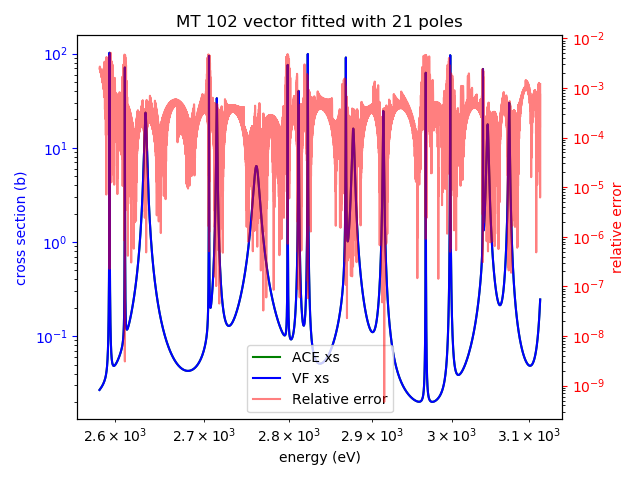 MT 102 vector fitted with 21 poles
cross section (b)
10²
10¹
10⁰
10⁻¹
10⁻²
10⁻³
10⁻⁴
10⁻⁵
10⁻⁶
10⁻⁷
10⁻⁸
10⁻⁹
relative error
ACE xs
VF xs
Relative error
2.6 × 10³ 2.7 × 10³ 2.8 × 10³ 2.9 × 10³ 3 × 10³ 3.1 × 10³
energy (eV)